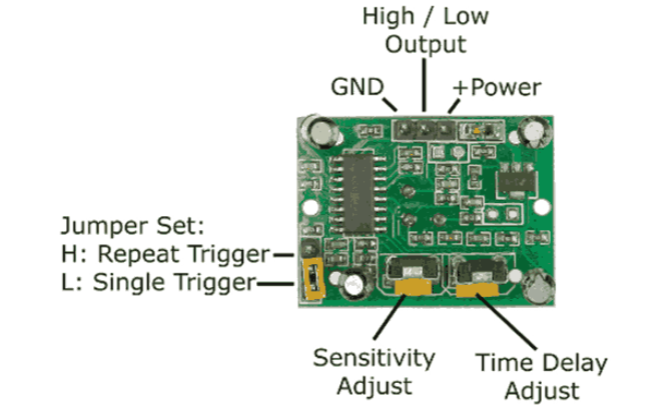 High / Low
Output
GND
+Power
Jumper Set:
H: Repeat Trigger
L: Single Trigger
Sensitivity
Adjust
Time Delay
Adjust